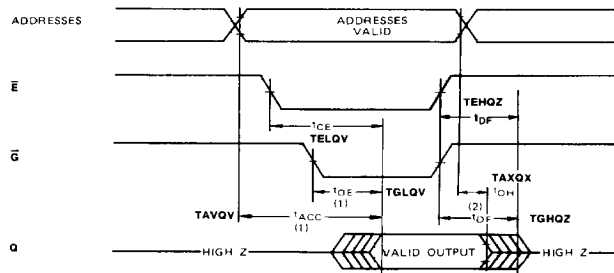 ADDRESSES
ADDRESSES
VALID
E
TEHQZ
tCE
tDF
TELQV
G
TAXQX
tOE
(1)
TGLQV
tOH
(2)
TAVQV
tACC
(1)
tDF
TGHQZ
Q
HIGH Z
VALID OUTPUT
HIGH Z